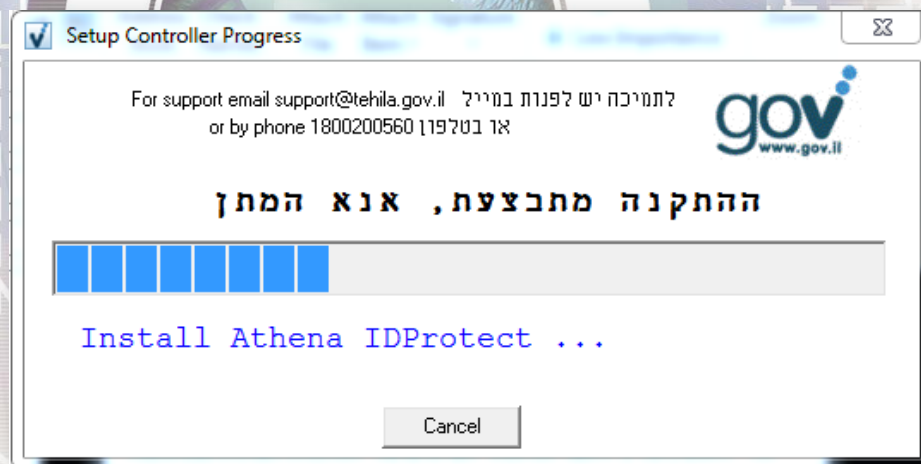 Setup Controller Progress
For support email support@tehila.gov.il לתמיכה יש לפנות במייל
or by phone 1800200560 או בטלפון
gov
www.gov.il
ההתקנה מתבצעת, אנא המתן
Install Athena IDProtect ...
Cancel